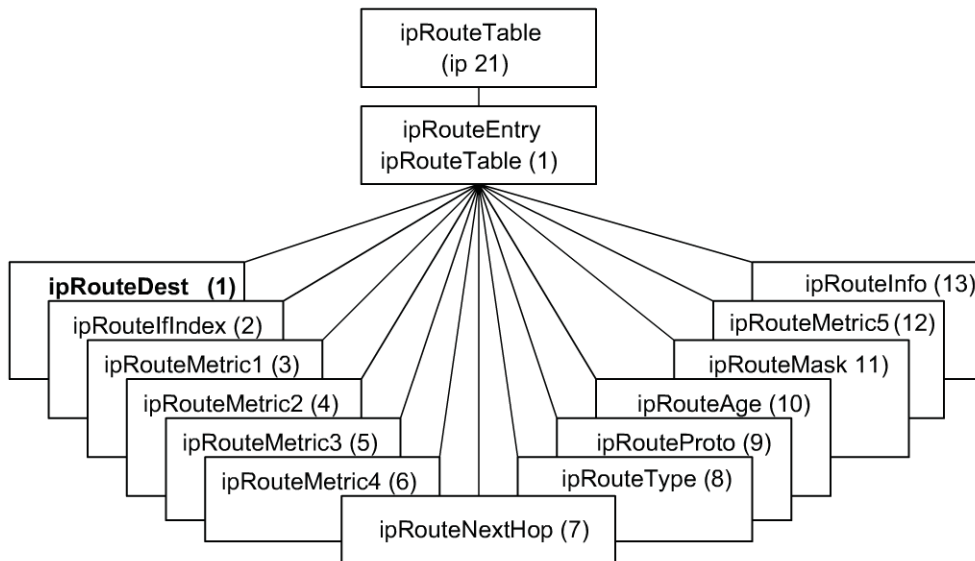 ipRouteTable
(ip 21)
ipRouteEntry
ipRouteTable (1)
ipRouteDest (1)
ipRouteIfIndex (2)
ipRouteMetric1 (3)
ipRouteMetric2 (4)
ipRouteMetric3 (5)
ipRouteMetric4 (6)
ipRouteNextHop (7)
ipRouteType (8)
ipRouteProto (9)
ipRouteAge (10)
ipRouteMask 11)
ipRouteMetric5 (12)
ipRouteInfo (13)